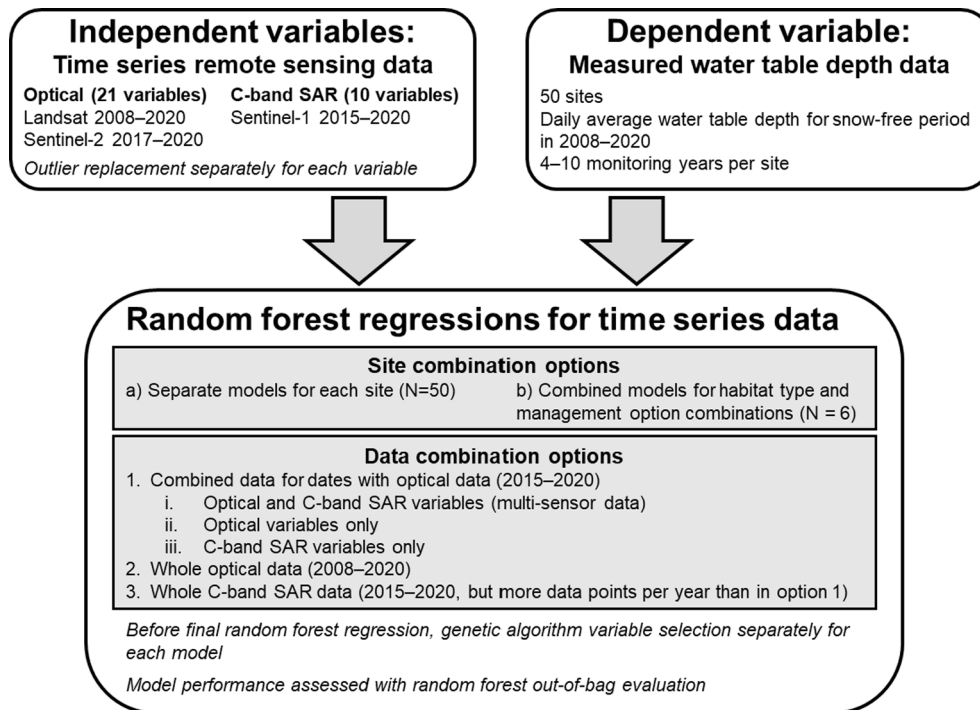 Independent variables:
Time series remote sensing data
Optical (21 variables) C-band SAR (10 variables)
Landsat 2008–2020 Sentinel-1 2015–2020
Sentinel-2 2017–2020
Outlier replacement separately for each variable
Dependent variable:
Measured water table depth data
50 sites
Daily average water table depth for snow-free period
in 2008–2020
4–10 monitoring years per site
Random forest regressions for time series data
Site combination options
a) Separate models for each site (N=50)
b) Combined models for habitat type and
management option combinations (N = 6)
Data combination options
1. Combined data for dates with optical data (2015–2020)
i. Optical and C-band SAR variables (multi-sensor data)
ii. Optical variables only
iii. C-band SAR variables only
2. Whole optical data (2008–2020)
3. Whole C-band SAR data (2015–2020, but more data points per year than in option 1)
Before final random forest regression, genetic algorithm variable selection separately for
each model
Model performance assessed with random forest out-of-bag evaluation